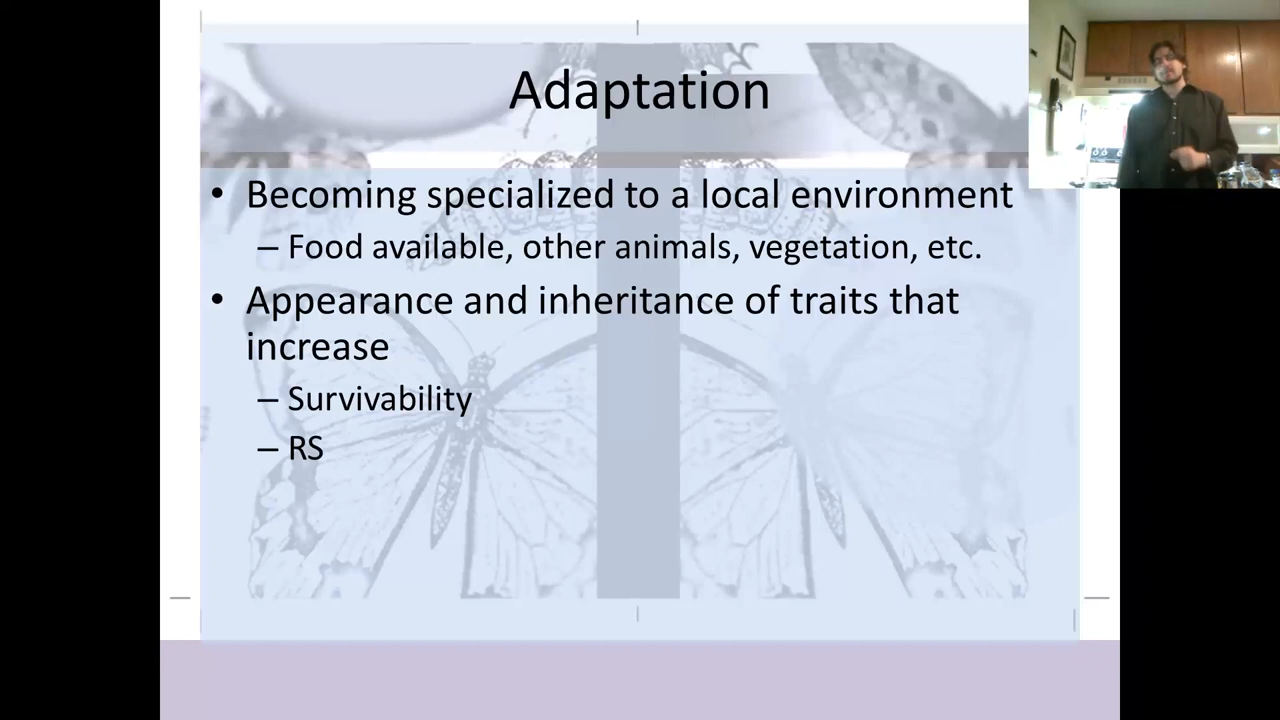 Adaptation
• Becoming specialized to a local environment
– Food available, other animals, vegetation, etc.
• Appearance and inheritance of traits that
increase
– Survivability
– RS